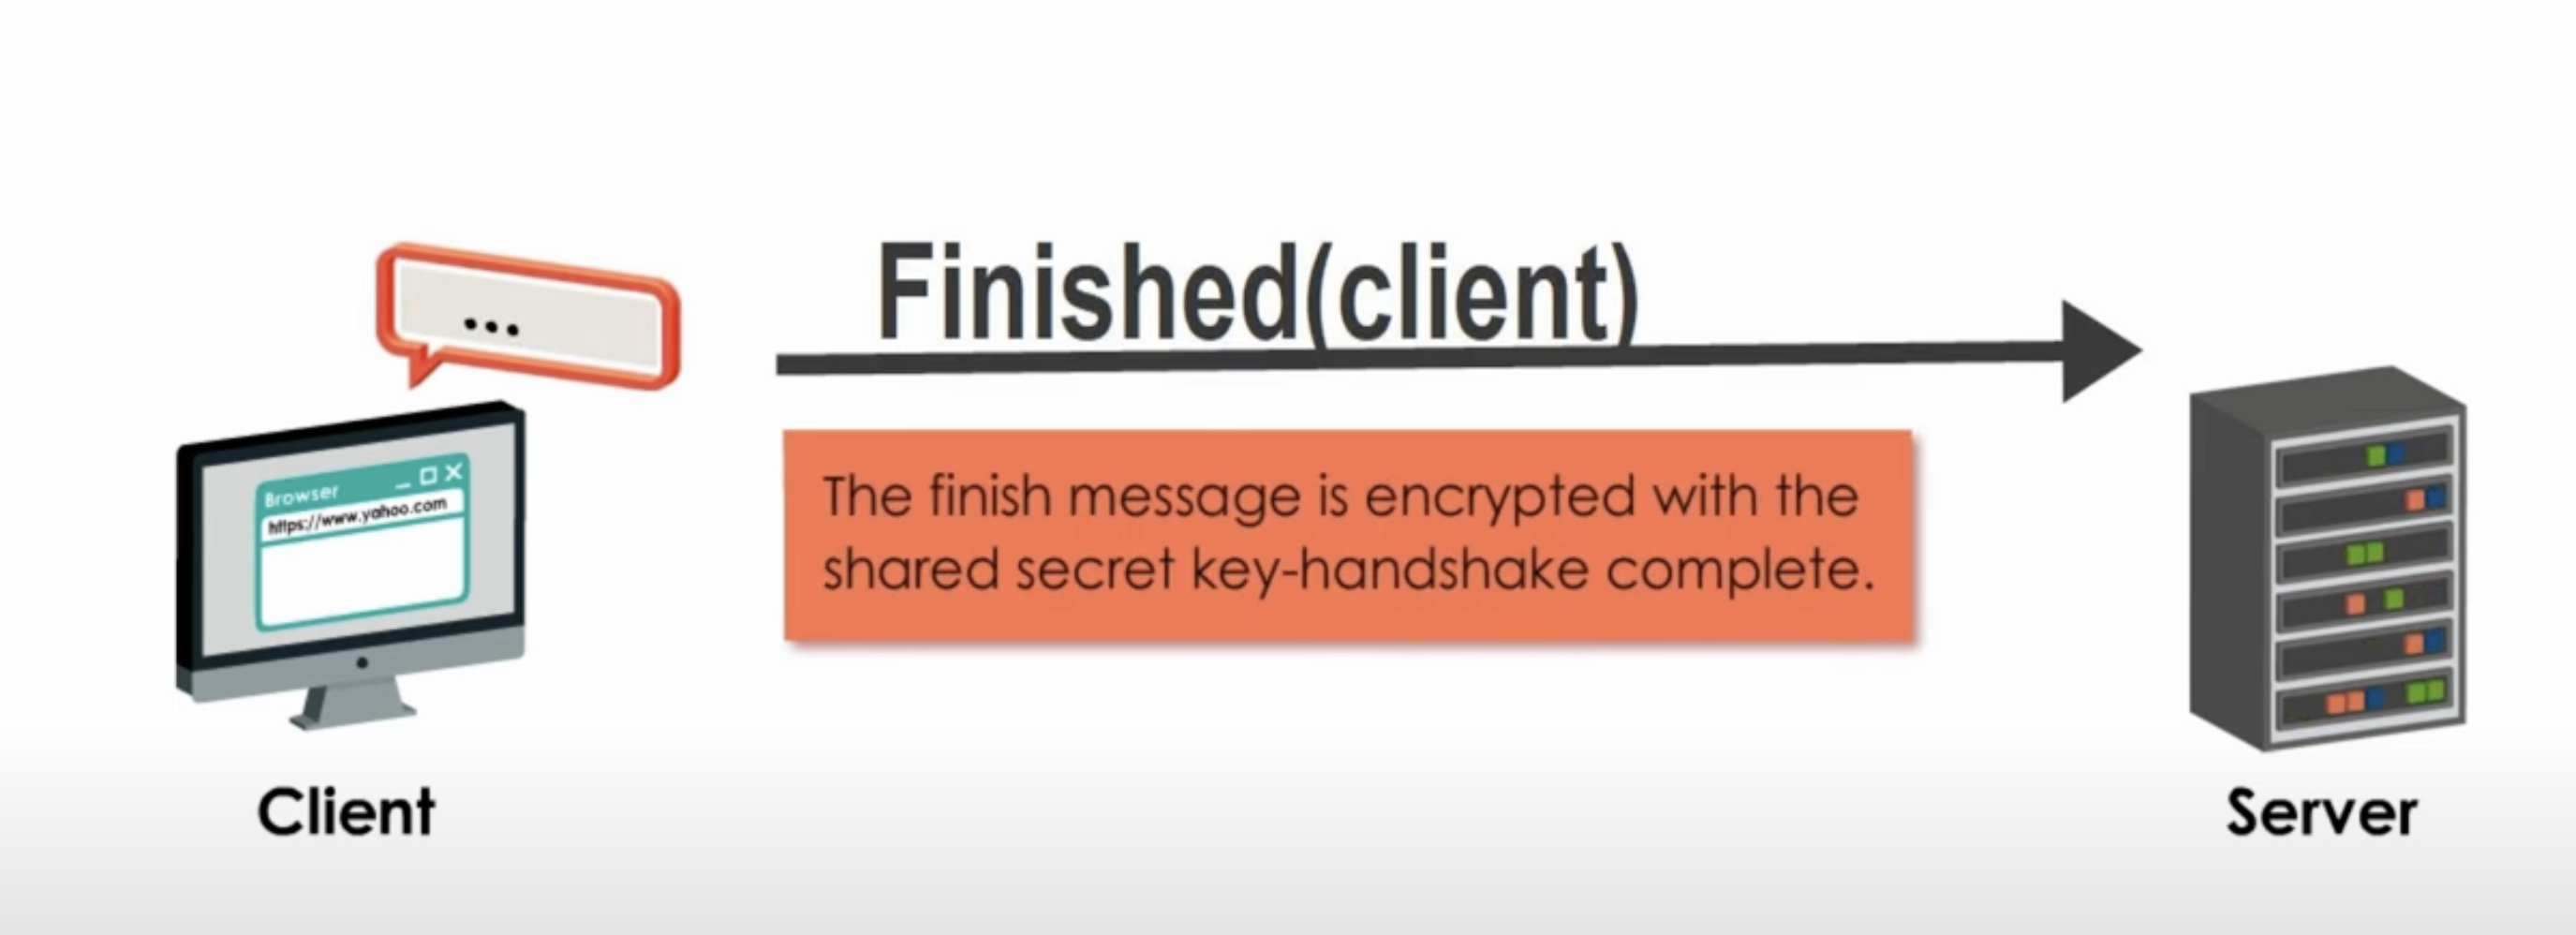 Finished(client)
...
Browser
https://www.yahoo.com
The finish message is encrypted with the
shared secret key-handshake complete.
Client
Server